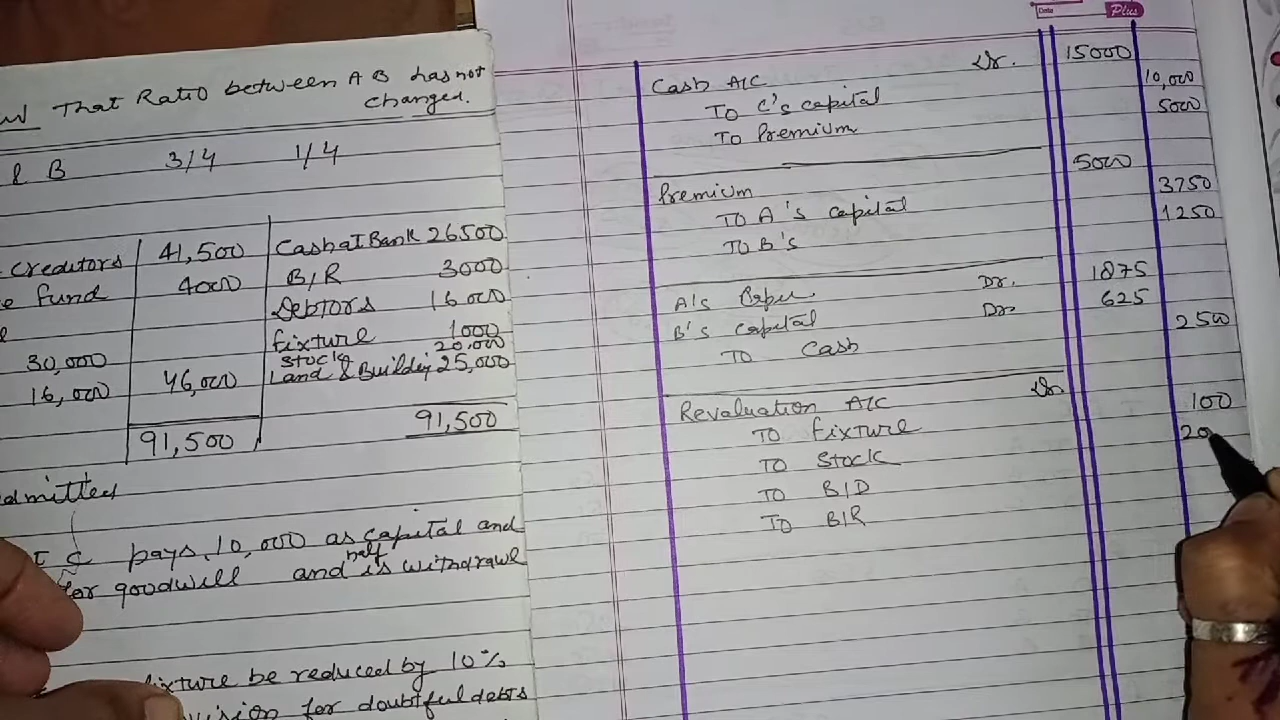 That Ratio between A B has not
changed.
& B 3/4 1/4
Creditors 41,500 Cash at Bank 26500
fund 4000 B/R 3000
Debtors 16000
fixture 1000
30,000 stock 20,000
16,000 46,000 Land & Building 25,000
91,500 91,500
admitted
C pays 10,000 as capital and
for goodwill and half is withdrawl
fixture be reduced by 10%
for doubtful debts
Date Plus
Cash A/C Dr. 15000
To C's capital 10,000
To Premium 5000
Premium 5000
To A's capital 3750
To B's 1250
A's Dr. 1875
B's capital Dr 625
To Cash 2500
Revaluation A/C Dr.
To fixture 100
To Stock 20
To B/D
To B/R